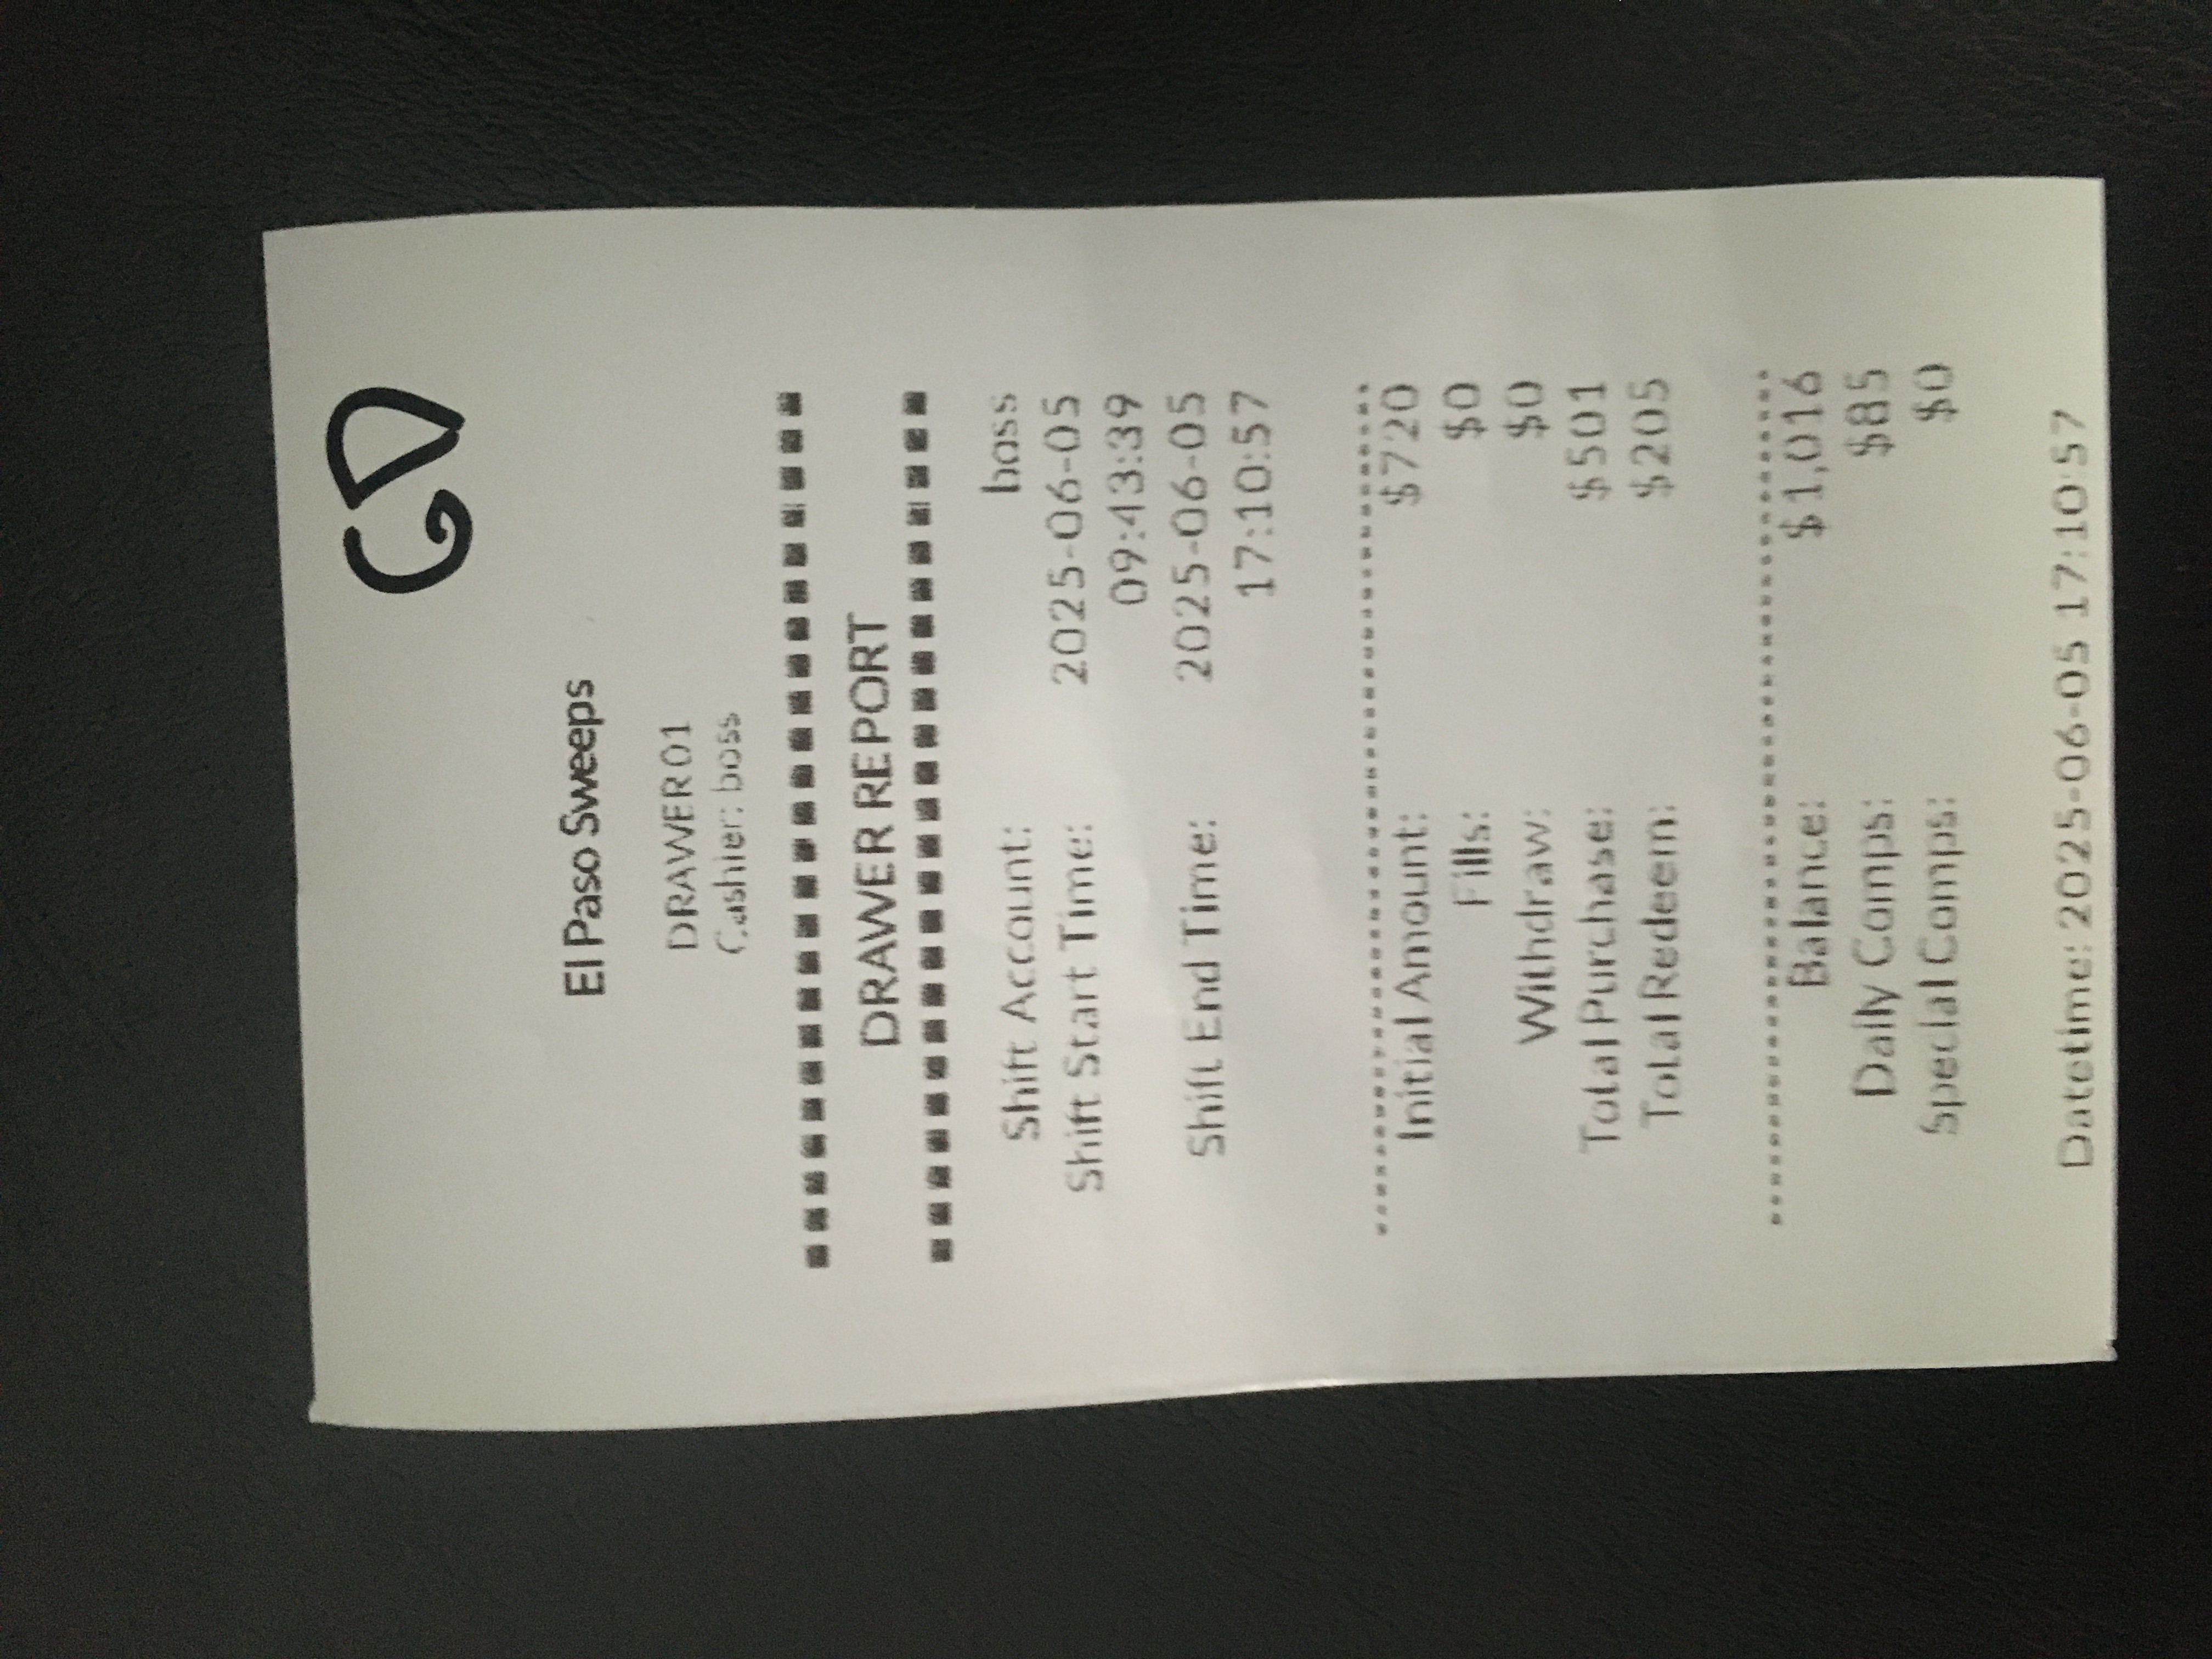 GD
El Paso Sweeps
DRAWER01
Cashier: boss
DRAWER REPORT
Shift Account: boss
Shift Start Time: 2025-06-05
09:43:39
Shift End Time: 2025-06-05
17:10:57
Initial Amount: $720
Fills: $0
Withdraw: $0
Total Purchase: $501
Total Redeem: $205
Balance: $1,016
Daily Comps: $85
Special Comps: $0
Datetime: 2025-06-05 17:10:57